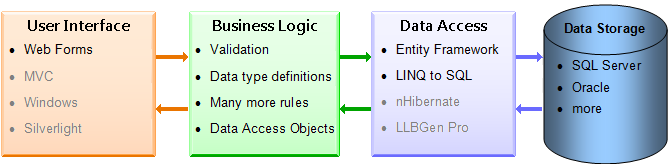 User Interface
Web Forms
MVC
Windows
Silverlight
Business Logic
Validation
Data type definitions
Many more rules
Data Access Objects
Data Access
Entity Framework
LINQ to SQL
nHibernate
LLBGen Pro
Data Storage
SQL Server
Oracle
more